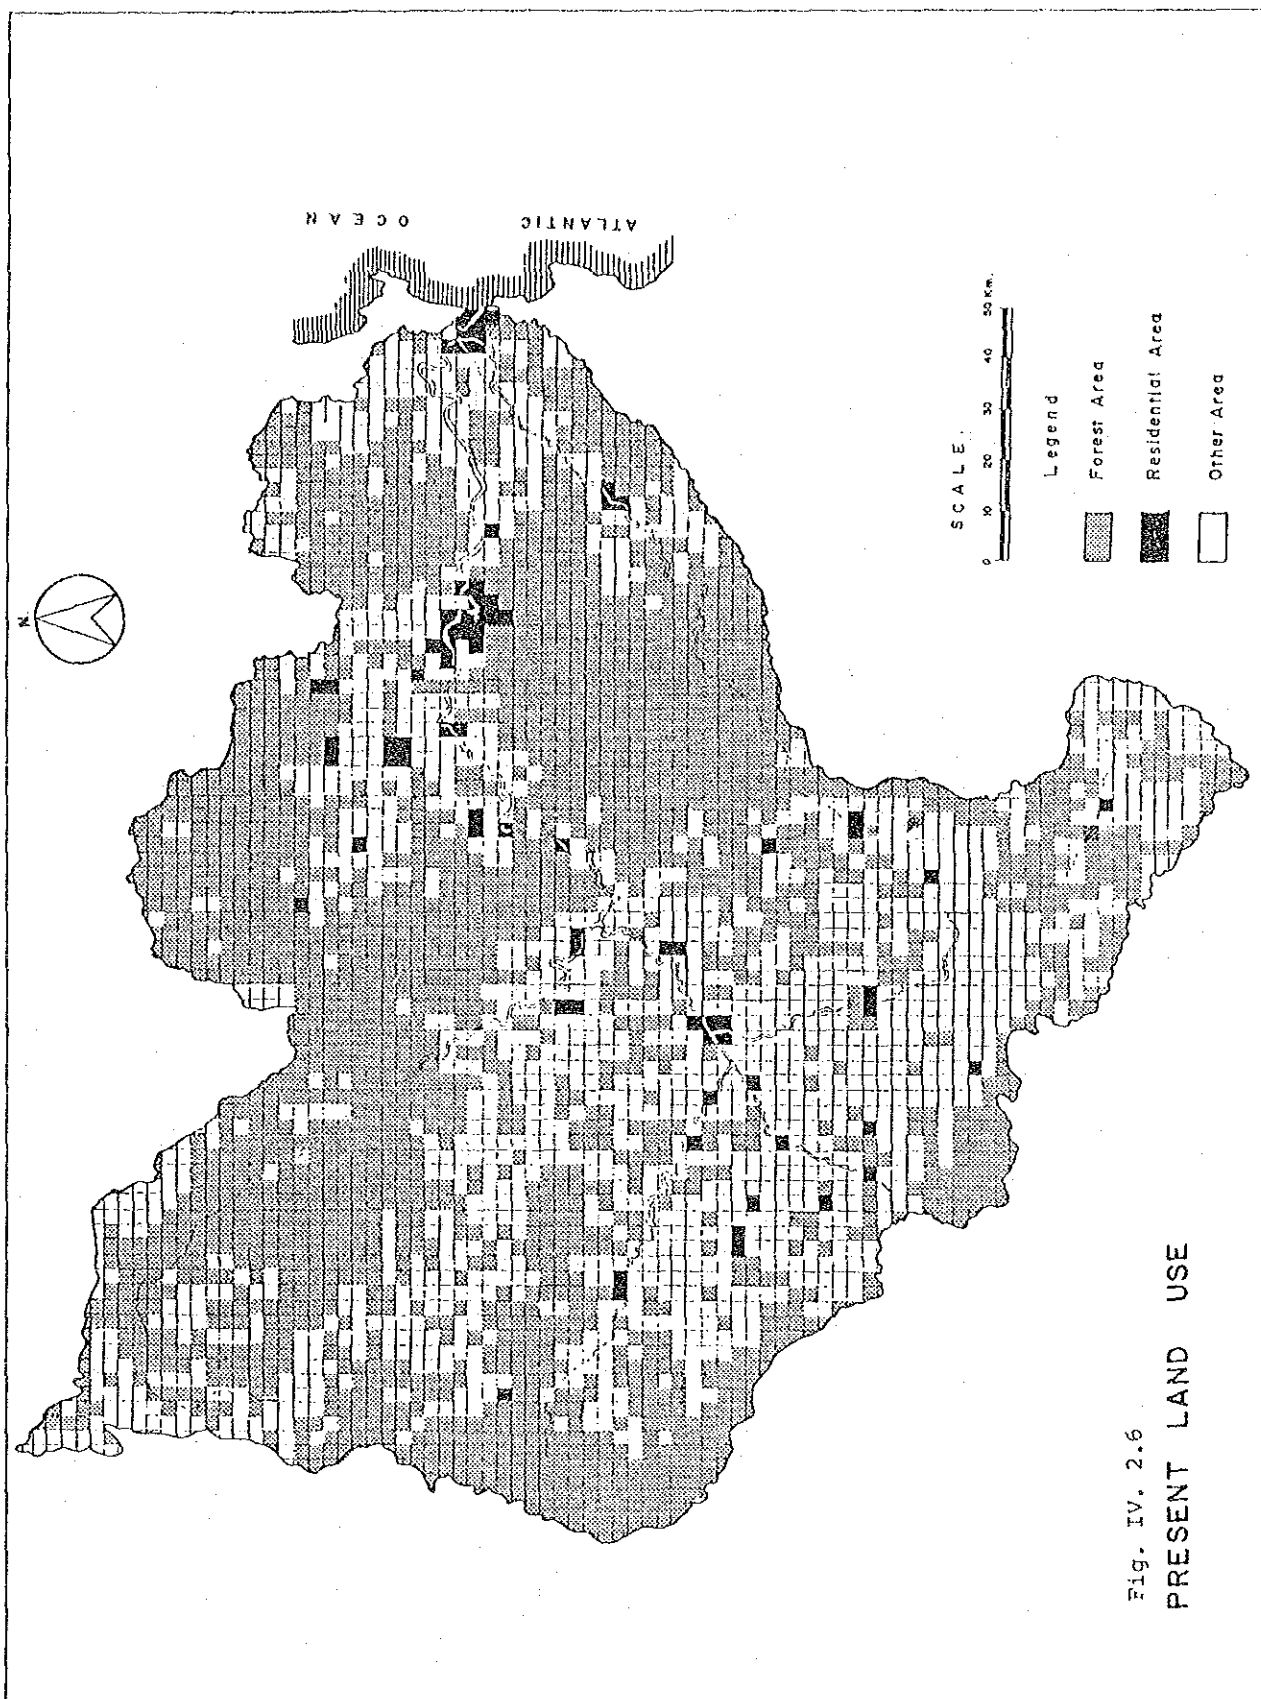 N.
ATLANTIC OCEAN
SCALE.
0 10 20 30 40 50 Km.
Legend
Forest Area
Residential Area
Other Area
Fig. IV. 2.6
PRESENT LAND USE